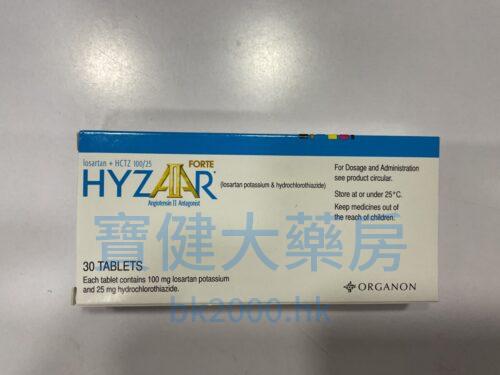 losartan + HCTZ 100/25
FORTE
HYZAAR
Angiotensin II Antagonist
(losartan potassium & hydrochlorothiazide)
For Dosage and Administration
see product circular.
Store at or under 25°C.
Keep medicines out of
the reach of children.
寶健大藥房
30 TABLETS
Each tablet contains 100 mg losartan potassium
and 25 mg hydrochlorothiazide.
ORGANON
bk2000.hk